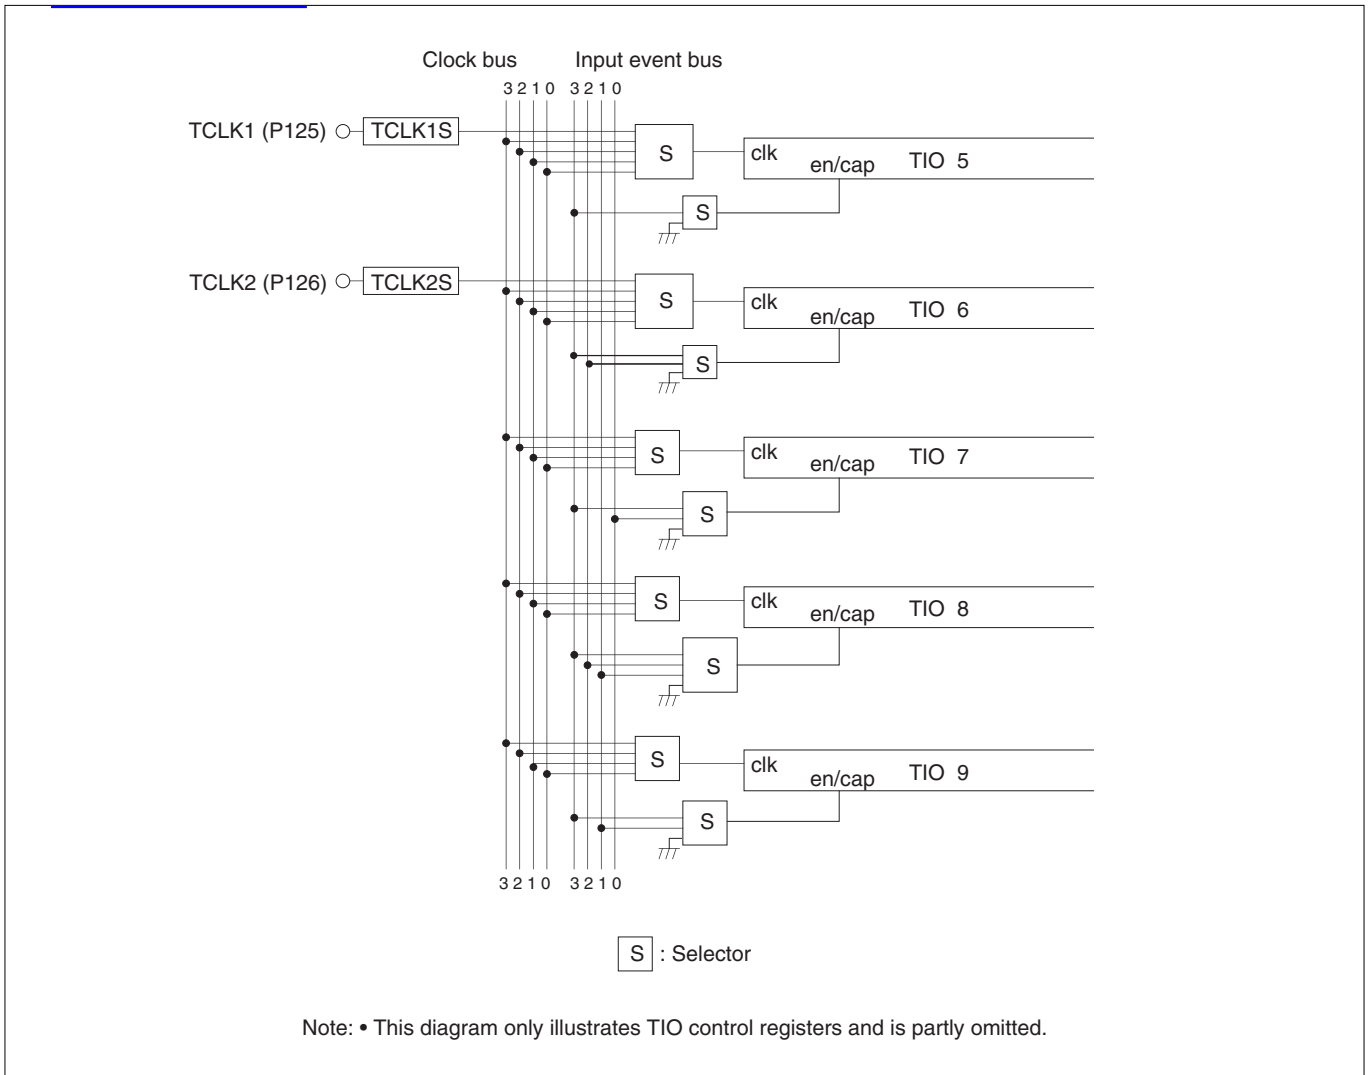 Clock bus
Input event bus
3 2 1 0 3 2 1 0
TCLK1 (P125) TCLK1S
S
clk
en/cap
TIO 5
S
TCLK2 (P126) TCLK2S
S
clk
en/cap
TIO 6
S
S
clk
en/cap
TIO 7
S
S
clk
en/cap
TIO 8
S
S
clk
en/cap
TIO 9
S
3 2 1 0 3 2 1 0
S : Selector
Note: • This diagram only illustrates TIO control registers and is partly omitted.